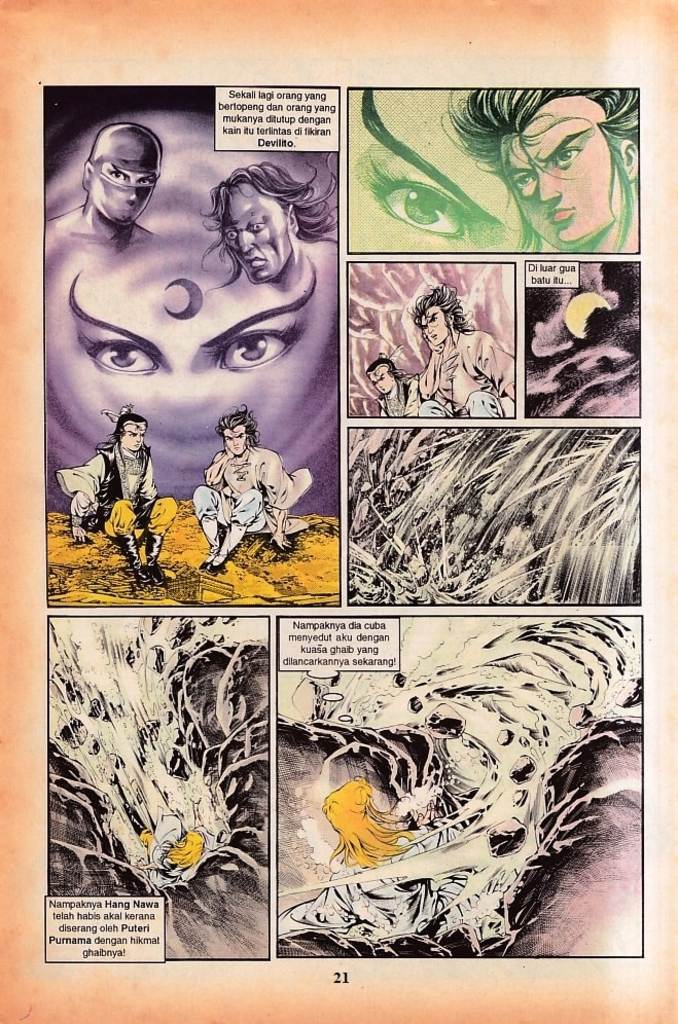 Sekali lagi orang yang
bertopeng dan orang yang
mukanya ditutup dengan
kain itu terlintas di fikiran
Devilito.
Di luar gua
batu itu...
Nampaknya Hang Nawa
telah habis akal kerana
diserang oleh Puteri
Purnama dengan hikmat
ghaibnya!
Nampaknya dia cuba
menyedut aku dengan
kuasa ghaib yang
dilancarkannya sekarang!
21